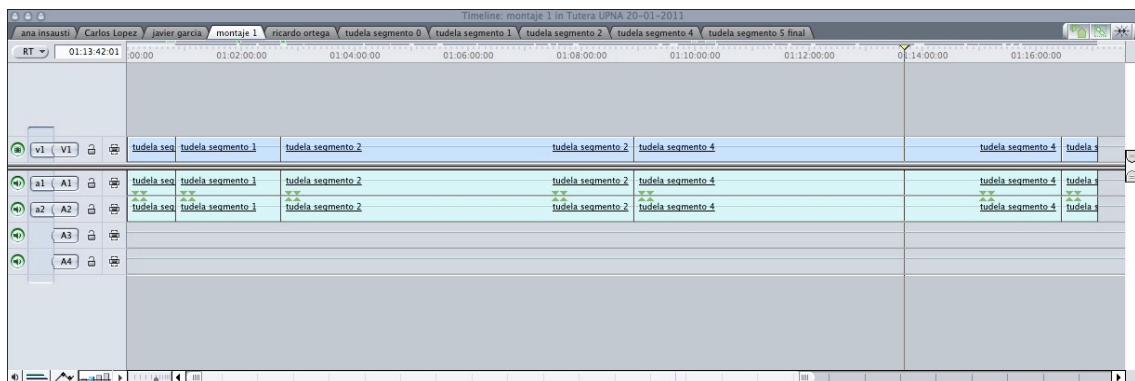 Timeline: montaje 1 in Tutera UPNA 20-01-2011
ana insausti Carlos Lopez javier garcia montaje 1 ricardo ortega tudela segmento 0 tudela segmento 1 tudela segmento 2 tudela segmento 4 tudela segmento 5 final
RT 01:13:42:01 :00:00 01:02:00:00 01:04:00:00 01:06:00:00 01:08:00:00 01:10:00:00 01:12:00:00 01:14:00:00 01:16:00:00
v1 V1 tudela seg tudela segmento 1 tudela segmento 2 tudela segmento 2 tudela segmento 4 tudela segmento 4 tudela s
a1 A1 tudela seg tudela segmento 1 tudela segmento 2 tudela segmento 2 tudela segmento 4 tudela segmento 4 tudela s
a2 A2 tudela seg tudela segmento 1 tudela segmento 2 tudela segmento 2 tudela segmento 4 tudela segmento 4 tudela s
A3
A4